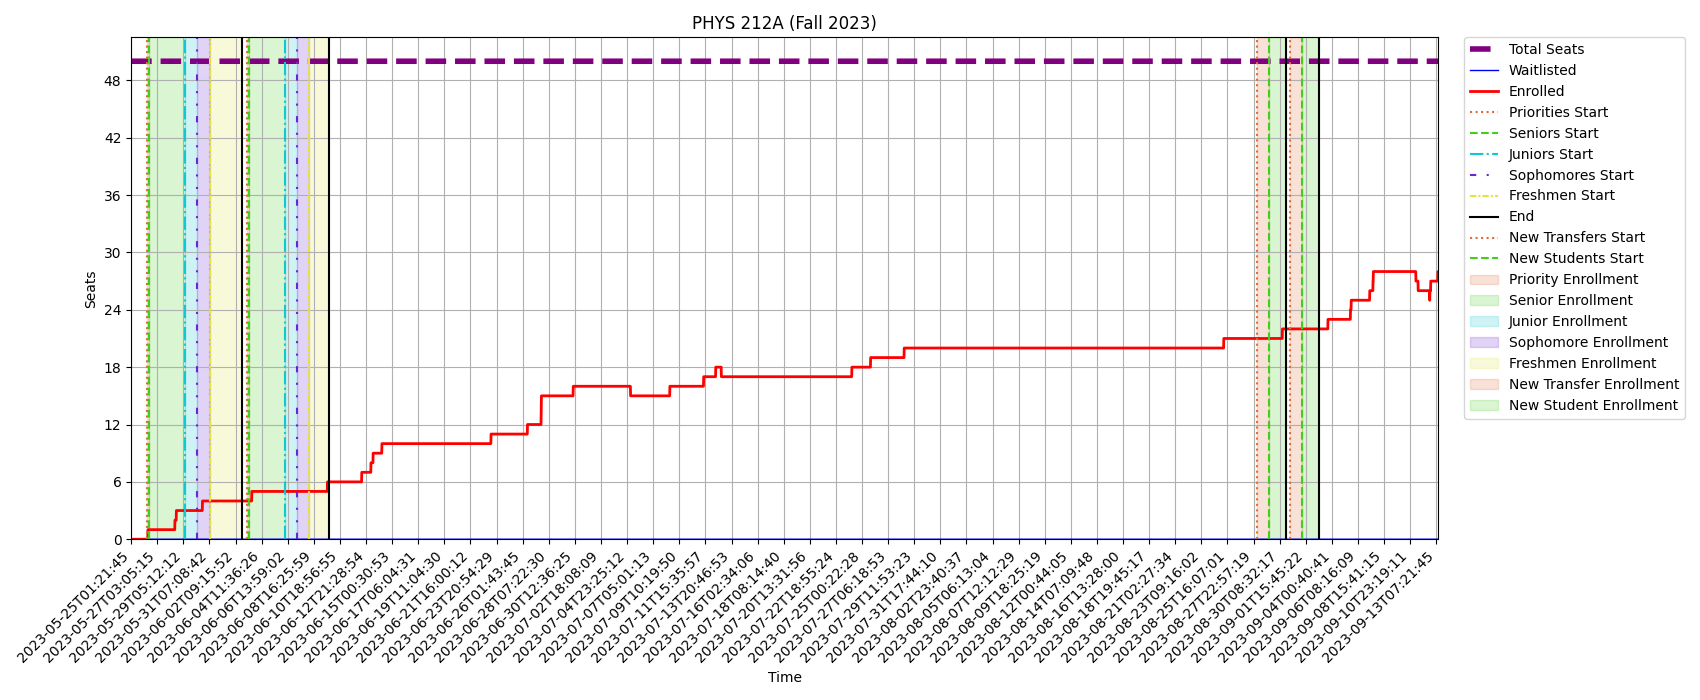 PHYS 212A (Fall 2023)
Seats
48
42
36
30
24
18
12
6
0
2023-05-25T01:21:45
2023-05-27T03:05:15
2023-05-29T05:12:12
2023-05-31T07:08:42
2023-06-02T09:15:52
2023-06-04T11:36:26
2023-06-06T13:59:02
2023-06-08T16:25:59
2023-06-10T18:56:55
2023-06-12T21:28:54
2023-06-15T00:30:53
2023-06-17T06:04:31
2023-06-19T11:04:30
2023-06-21T16:00:12
2023-06-23T20:54:29
2023-06-26T01:43:45
2023-06-28T07:22:30
2023-06-30T12:36:25
2023-07-02T18:08:09
2023-07-04T23:25:12
2023-07-07T05:01:13
2023-07-09T10:19:50
2023-07-11T15:35:57
2023-07-13T20:46:53
2023-07-16T02:34:06
2023-07-18T08:14:40
2023-07-20T13:31:56
2023-07-22T18:55:24
2023-07-25T00:22:28
2023-07-27T06:18:53
2023-07-29T11:53:23
2023-07-31T17:44:10
2023-08-02T23:40:37
2023-08-05T06:13:04
2023-08-07T12:12:29
2023-08-09T18:25:19
2023-08-12T00:44:05
2023-08-14T07:09:48
2023-08-16T13:28:00
2023-08-18T19:45:17
2023-08-21T02:27:34
2023-08-23T09:16:02
2023-08-25T16:07:01
2023-08-27T22:57:19
2023-08-30T08:32:17
2023-09-01T15:45:22
2023-09-04T00:40:41
2023-09-06T08:16:09
2023-09-08T15:41:15
2023-09-10T23:19:11
2023-09-13T07:21:45
Time
Total Seats
Waitlisted
Enrolled
Priorities Start
Seniors Start
Juniors Start
Sophomores Start
Freshmen Start
End
New Transfers Start
New Students Start
Priority Enrollment
Senior Enrollment
Junior Enrollment
Sophomore Enrollment
Freshmen Enrollment
New Transfer Enrollment
New Student Enrollment